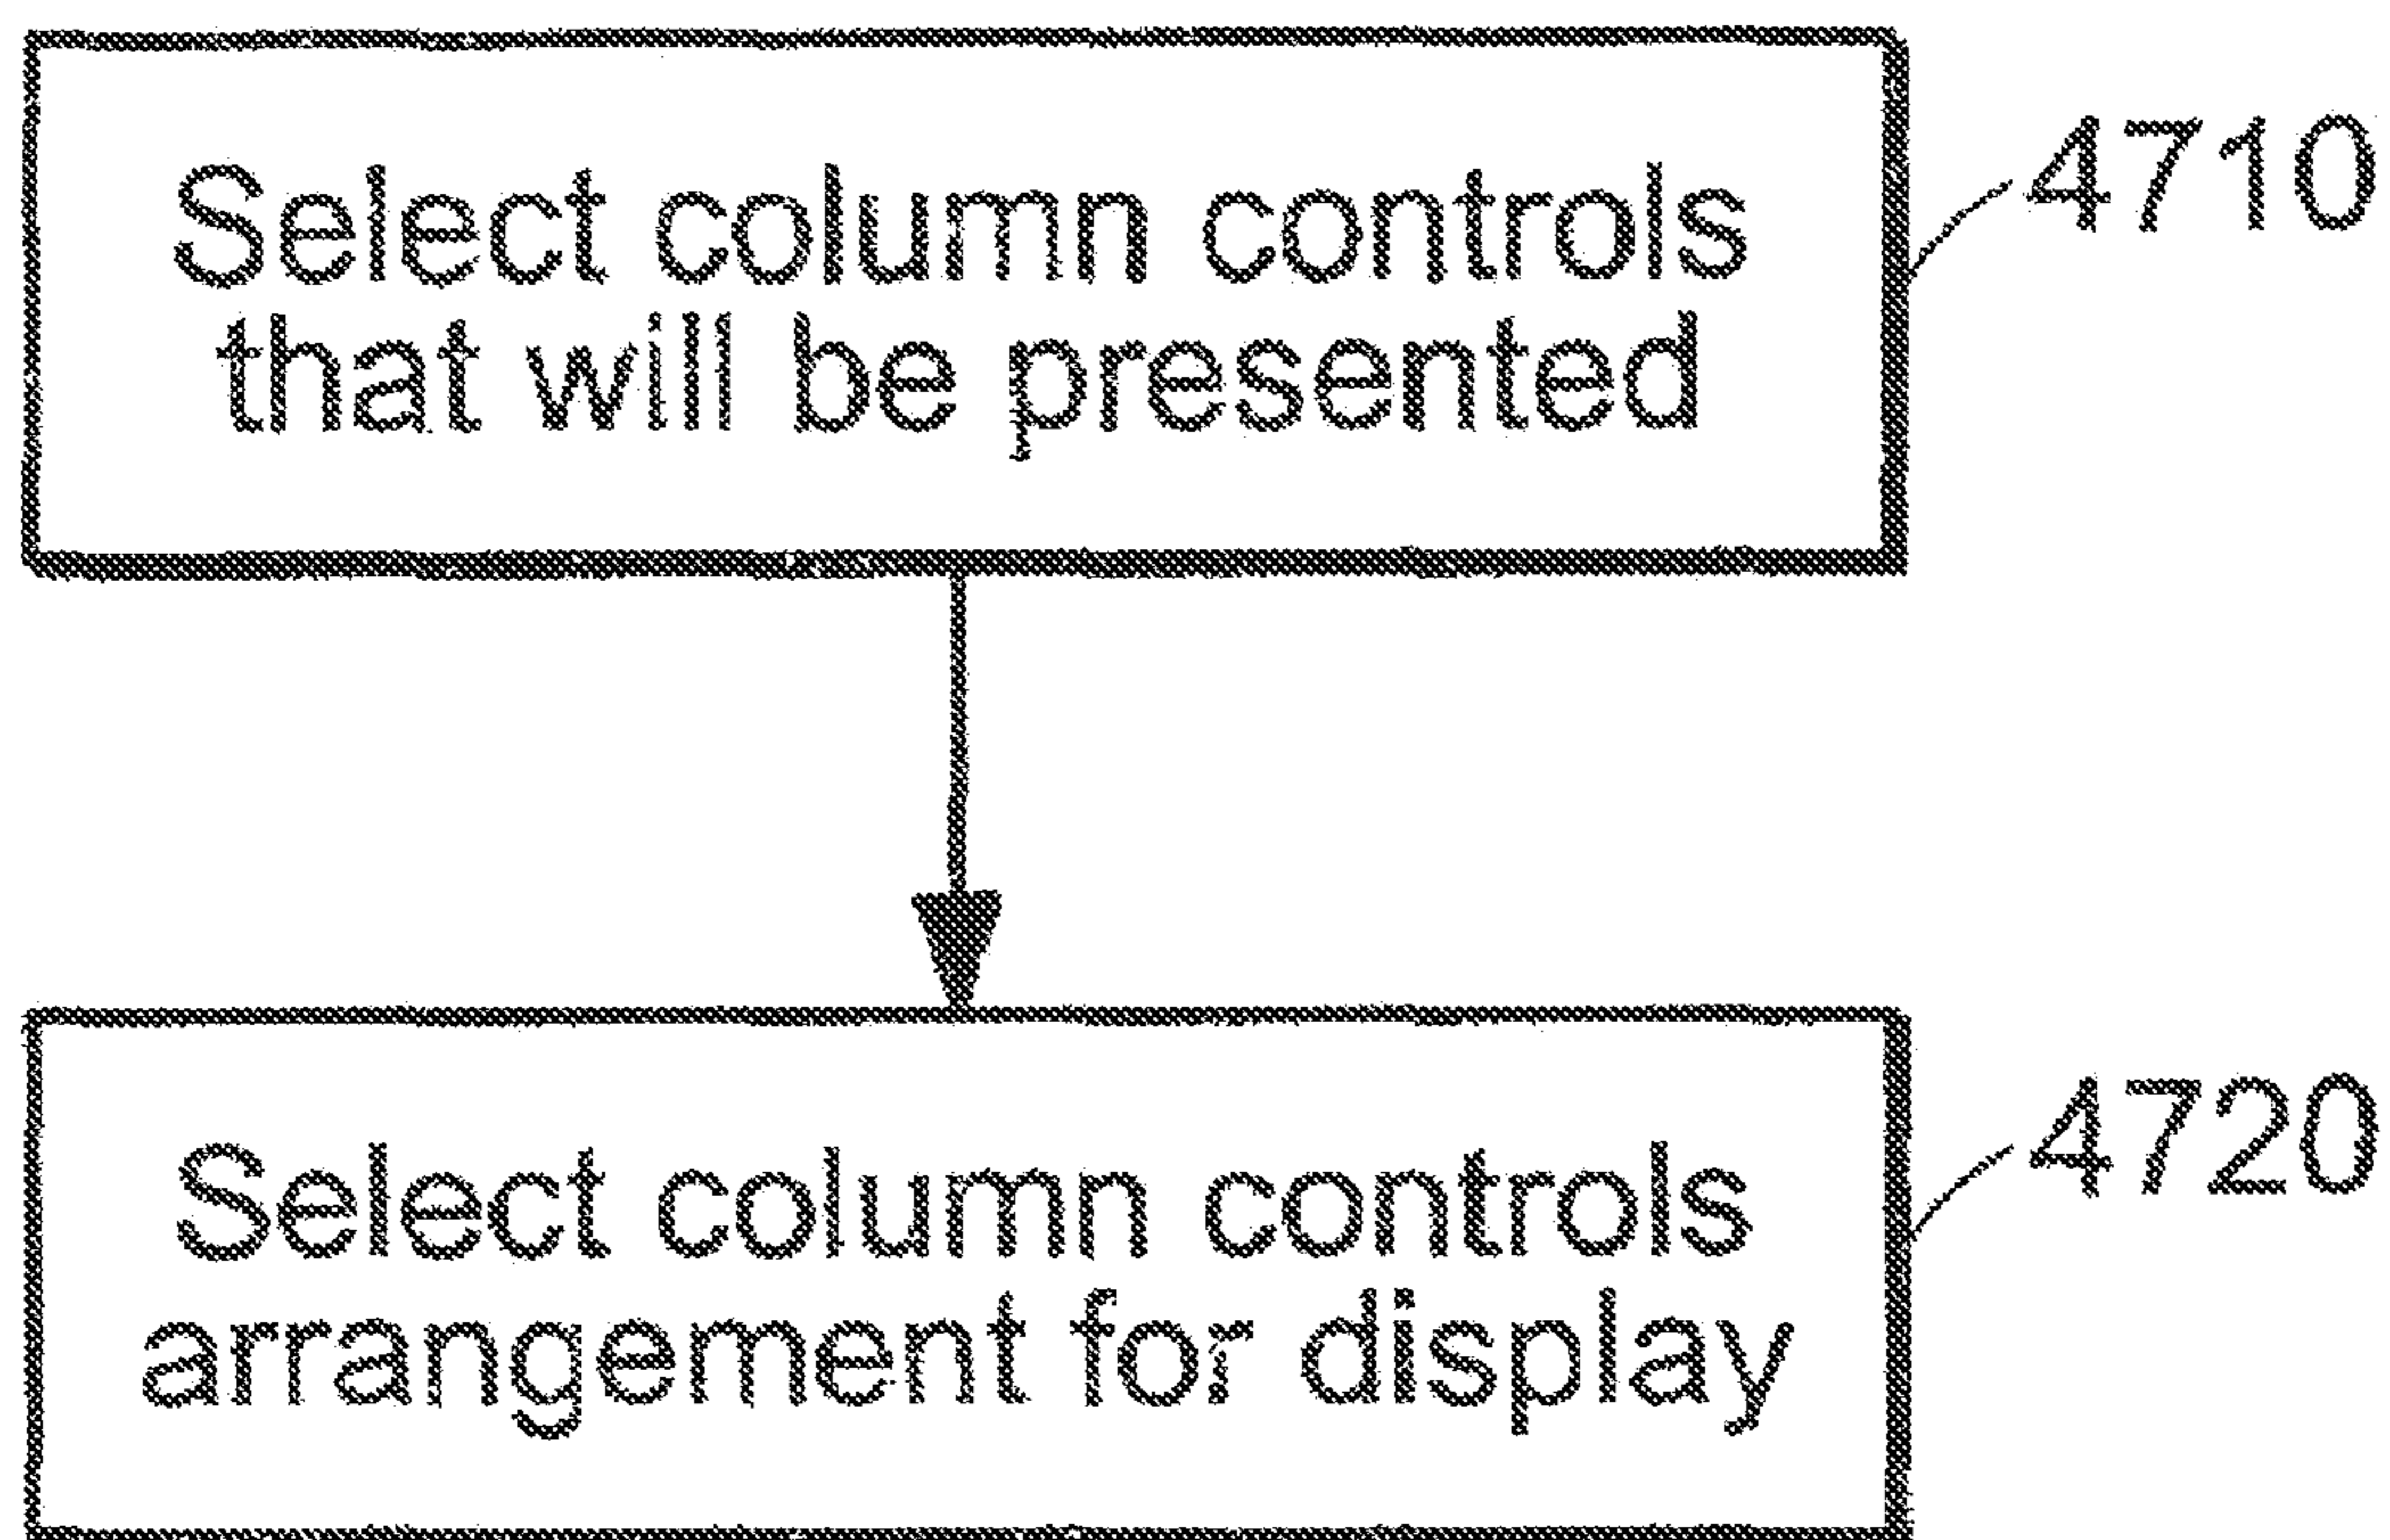 Select column controls
that will be presented
4710
Select column controls
arrangement for display
4720